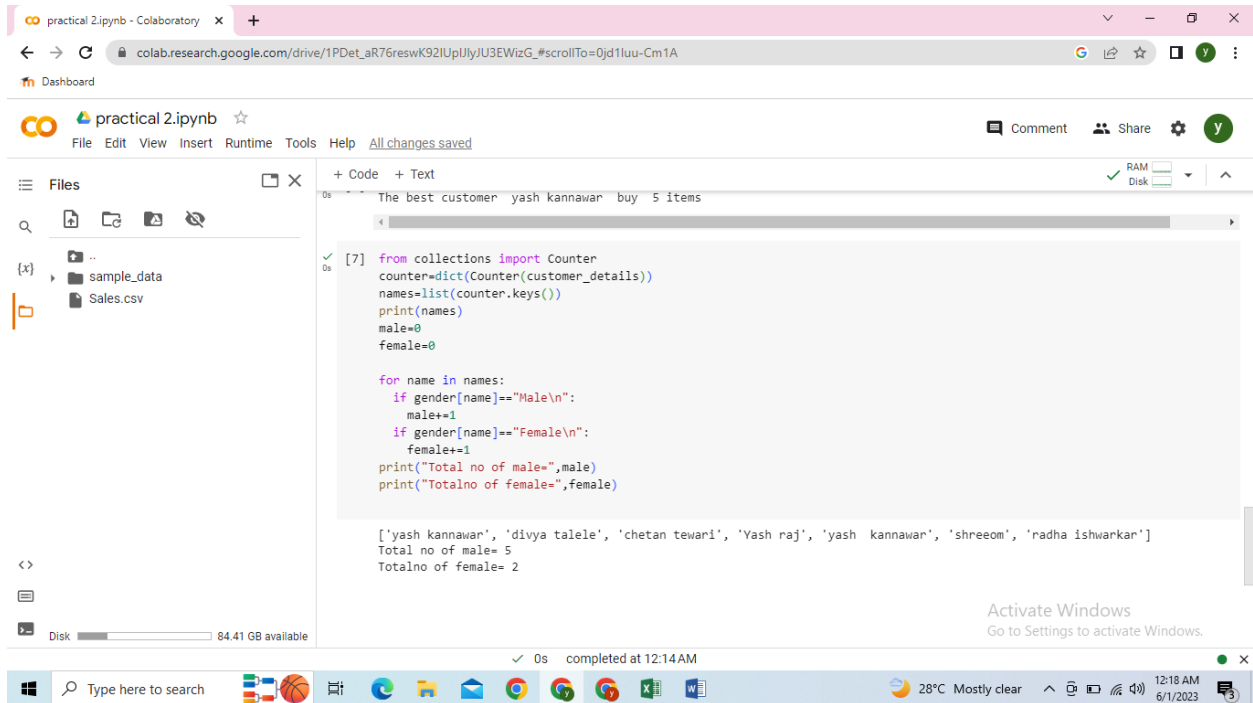 practical 2.ipynb - Colaboratory
colab.research.google.com/drive/1PDet_aR76reswK92IUpIJlyJU3EWizG_#scrollTo=0jd1Iuu-Cm1A
G
y
Dashboard
practical 2.ipynb
File Edit View Insert Runtime Tools Help All changes saved
Comment
Share
y
Files
+ Code + Text
RAM
Disk
0s
The best customer  yash kannawar  buy  5 items
{x}
..
sample_data
Sales.csv
0s
[7] from collections import Counter
counter=dict(Counter(customer_details))
names=list(counter.keys())
print(names)
male=0
female=0
for name in names:
  if gender[name]=="Male\n":
    male+=1
  if gender[name]=="Female\n":
    female+=1
print("Total no of male=",male)
print("Totalno of female=",female)
['yash kannawar', 'divya talele', 'chetan tewari', 'Yash raj', 'yash  kannawar', 'shreeom', 'radha ishwarkar']
Total no of male= 5
Totalno of female= 2
Activate Windows
Go to Settings to activate Windows.
Disk
84.41 GB available
0s completed at 12:14 AM
Type here to search
28°C Mostly clear
12:18 AM
6/1/2023
3